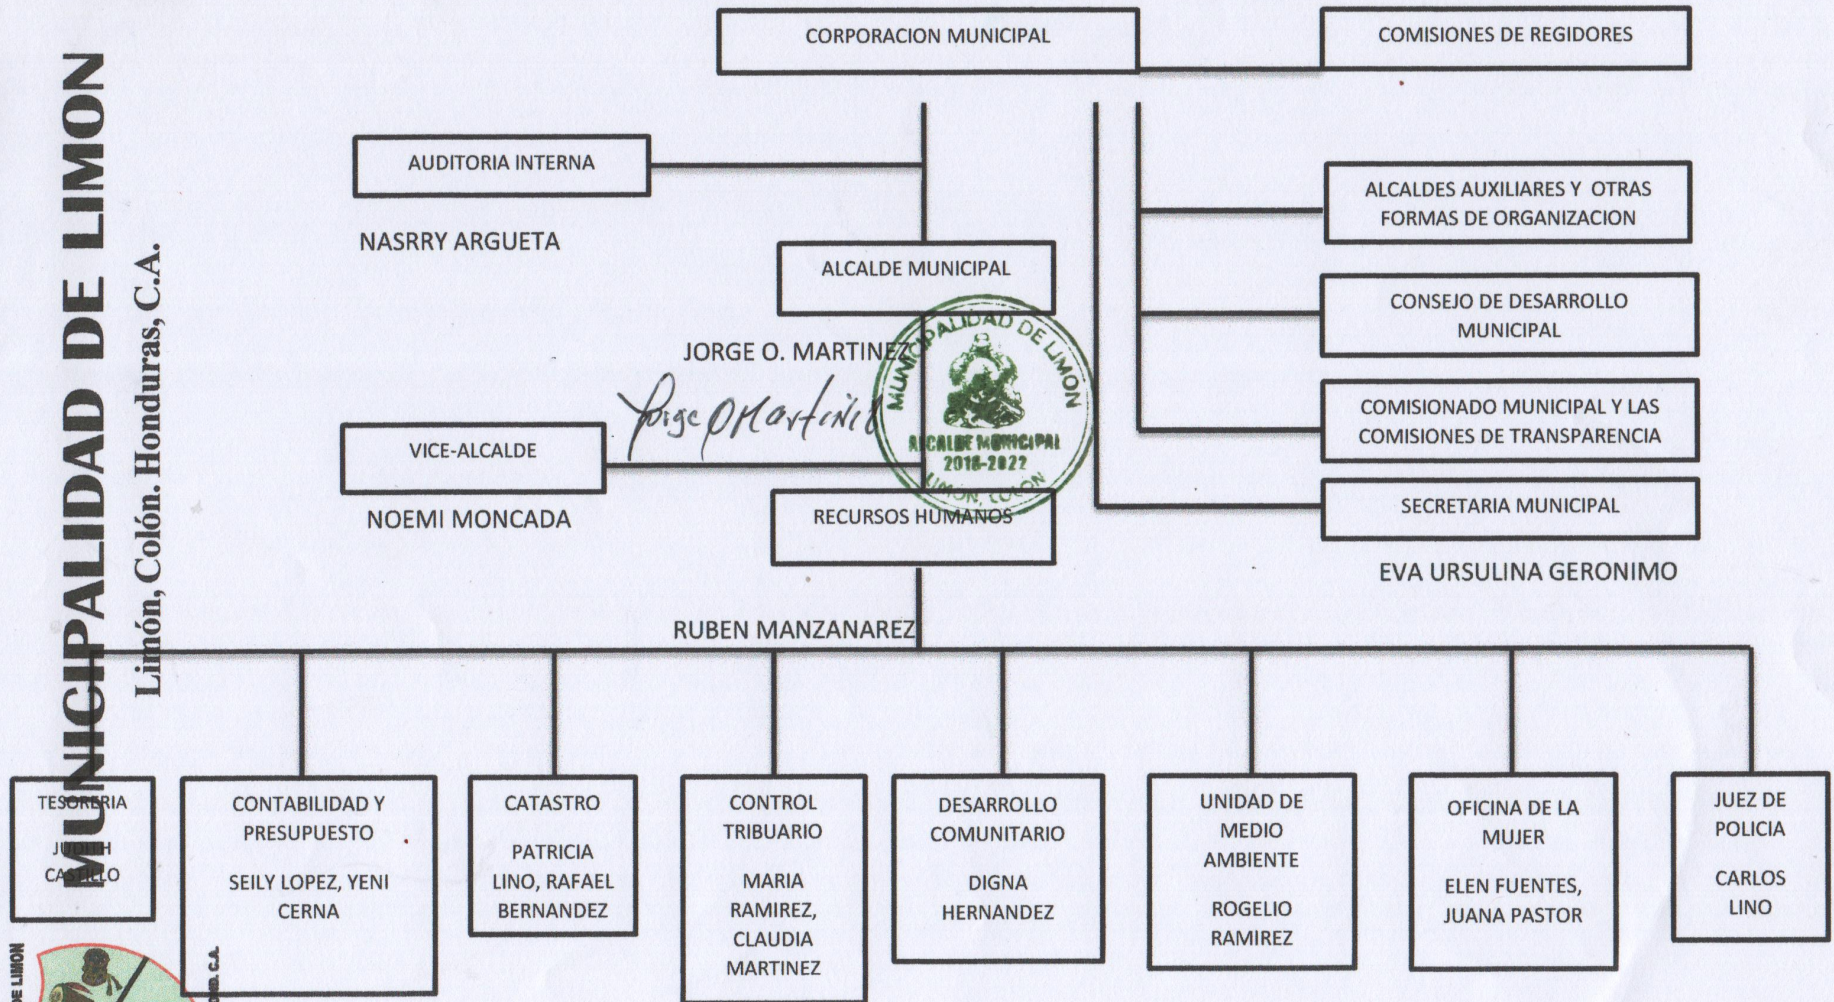 MUNICIPALIDAD DE LIMON
Limón, Colón. Honduras, C.A.
CORPORACION MUNICIPAL
COMISIONES DE REGIDORES
AUDITORIA INTERNA
NASRRY ARGUETA
ALCALDES AUXILIARES Y OTRAS
FORMAS DE ORGANIZACION
ALCALDE MUNICIPAL
JORGE O. MARTINEZ
CONSEJO DE DESARROLLO
MUNICIPAL
Jorge O Martinez
MUNICIPALIDAD DE LIMON
ALCALDE MUNICIPAL
2018-2022
LIMON, COLON
COMISIONADO MUNICIPAL Y LAS
COMISIONES DE TRANSPARENCIA
VICE-ALCALDE
NOEMI MONCADA
RECURSOS HUMANOS
SECRETARIA MUNICIPAL
EVA URSULINA GERONIMO
RUBEN MANZANAREZ
TESORERIA
JUDITH
CASTILLO
CONTABILIDAD Y
PRESUPUESTO
SEILY LOPEZ, YENI
CERNA
CATASTRO
PATRICIA
LINO, RAFAEL
BERNANDEZ
CONTROL
TRIBUARIO
MARIA
RAMIREZ,
CLAUDIA
MARTINEZ
DESARROLLO
COMUNITARIO
DIGNA
HERNANDEZ
UNIDAD DE
MEDIO
AMBIENTE
ROGELIO
RAMIREZ
OFICINA DE LA
MUJER
ELEN FUENTES,
JUANA PASTOR
JUEZ DE
POLICIA
CARLOS
LINO
DE LIMON
C.A.